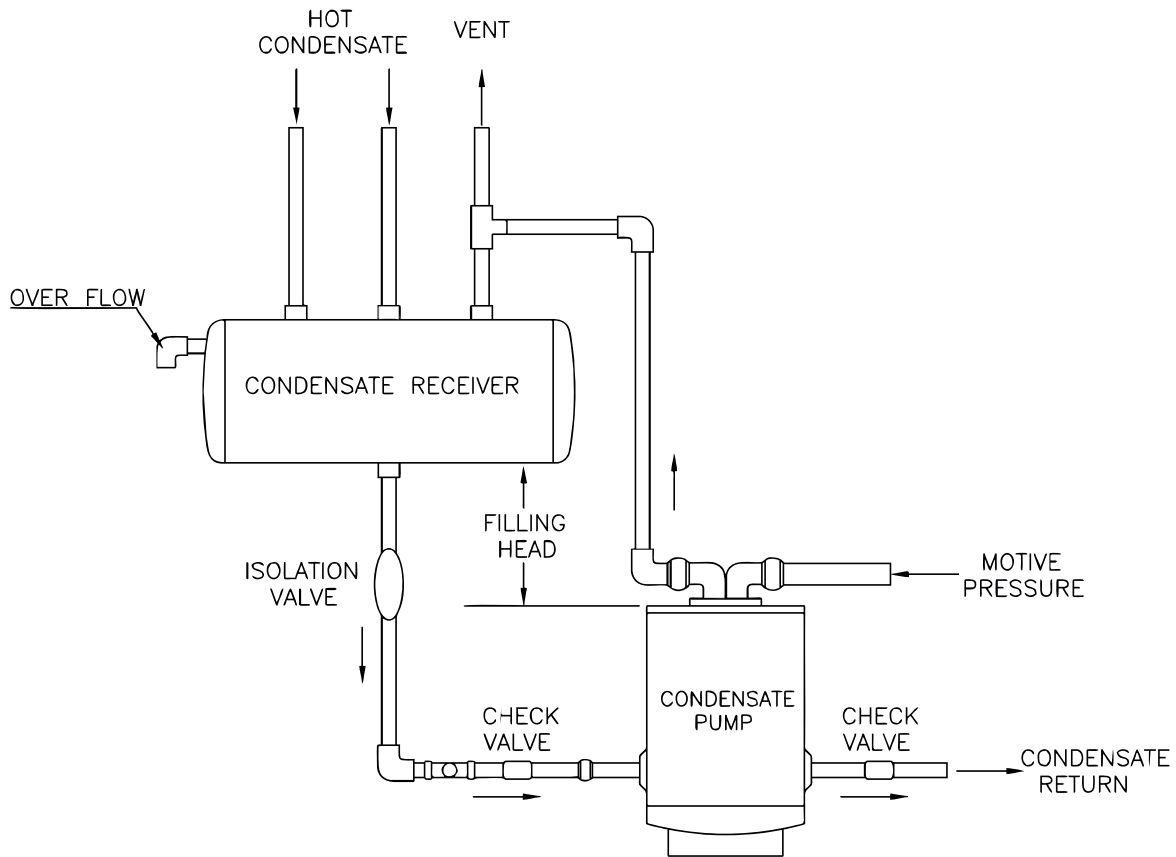 HOT
CONDENSATE
VENT
OVER FLOW
CONDENSATE RECEIVER
FILLING
HEAD
ISOLATION
VALVE
MOTIVE
PRESSURE
CONDENSATE
PUMP
CHECK
VALVE
CHECK
VALVE
CONDENSATE
RETURN